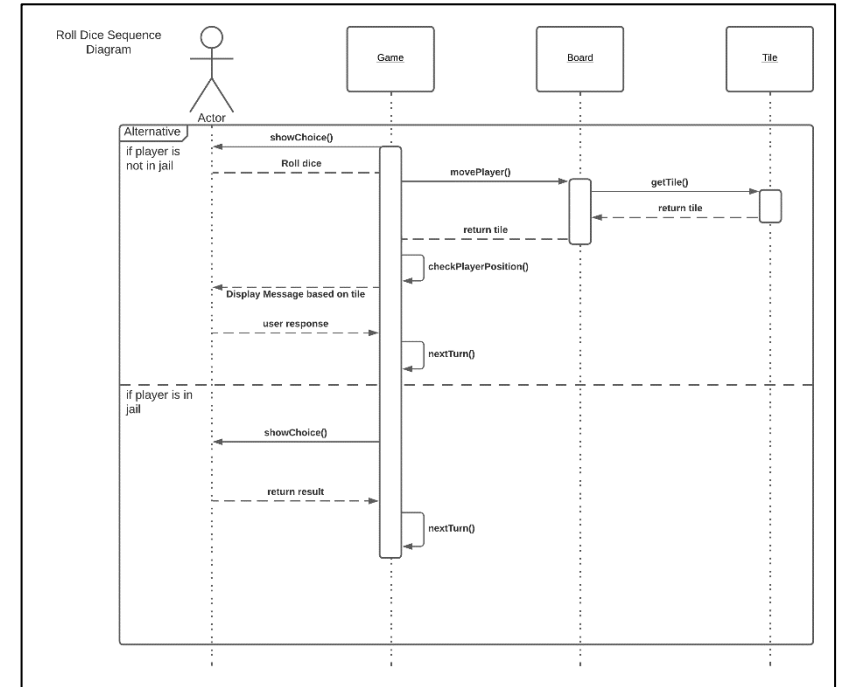 Roll Dice Sequence
Diagram
Game
Board
Tile
Actor
Alternative
if player is
not in jail
showChoice()
Roll dice
movePlayer()
getTile()
return tile
return tile
checkPlayerPosition()
Display Message based on tile
user response
nextTurn()
if player is in
jail
showChoice()
return result
nextTurn()